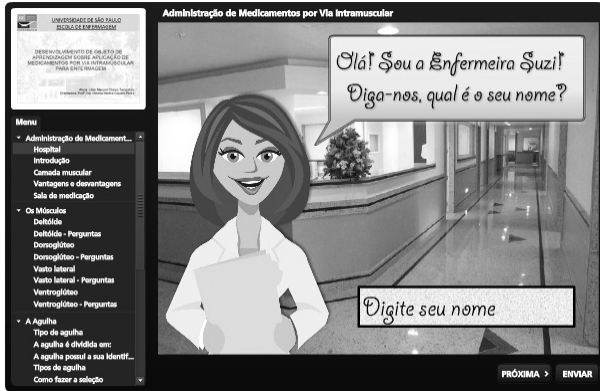 UNIVERSIDADE DE SÃO PAULO
ESCOLA DE ENFERMAGEM
DESENVOLVIMENTO DE OBJETO DE
APRENDIZAGEM SOBRE APLICAÇÃO DE
MEDICAMENTOS POR VIA INTRAMUSCULAR
PARA ENFERMAGEM
Menu
Administração de Medicament...
Hospital
Introdução
Camada muscular
Vantagens e desvantagens
Sala de medicação
Os Músculos
Deltóide
Deltóide - Perguntas
Dorsoglúteo
Dorsoglúteo - Perguntas
Vasto lateral
Vasto lateral - Perguntas
Ventroglúteo
Ventroglúteo - Perguntas
A Agulha
Tipo de agulha
A agulha é dividida em:
A agulha possui a sua identif...
Tipos de agulha
Como fazer a seleção
Administração de Medicamentos por Via Intramuscular
Olá! Sou a Enfermeira Suzi!
Diga-nos, qual é o seu nome?
Digite seu nome
PRÓXIMA >
ENVIAR